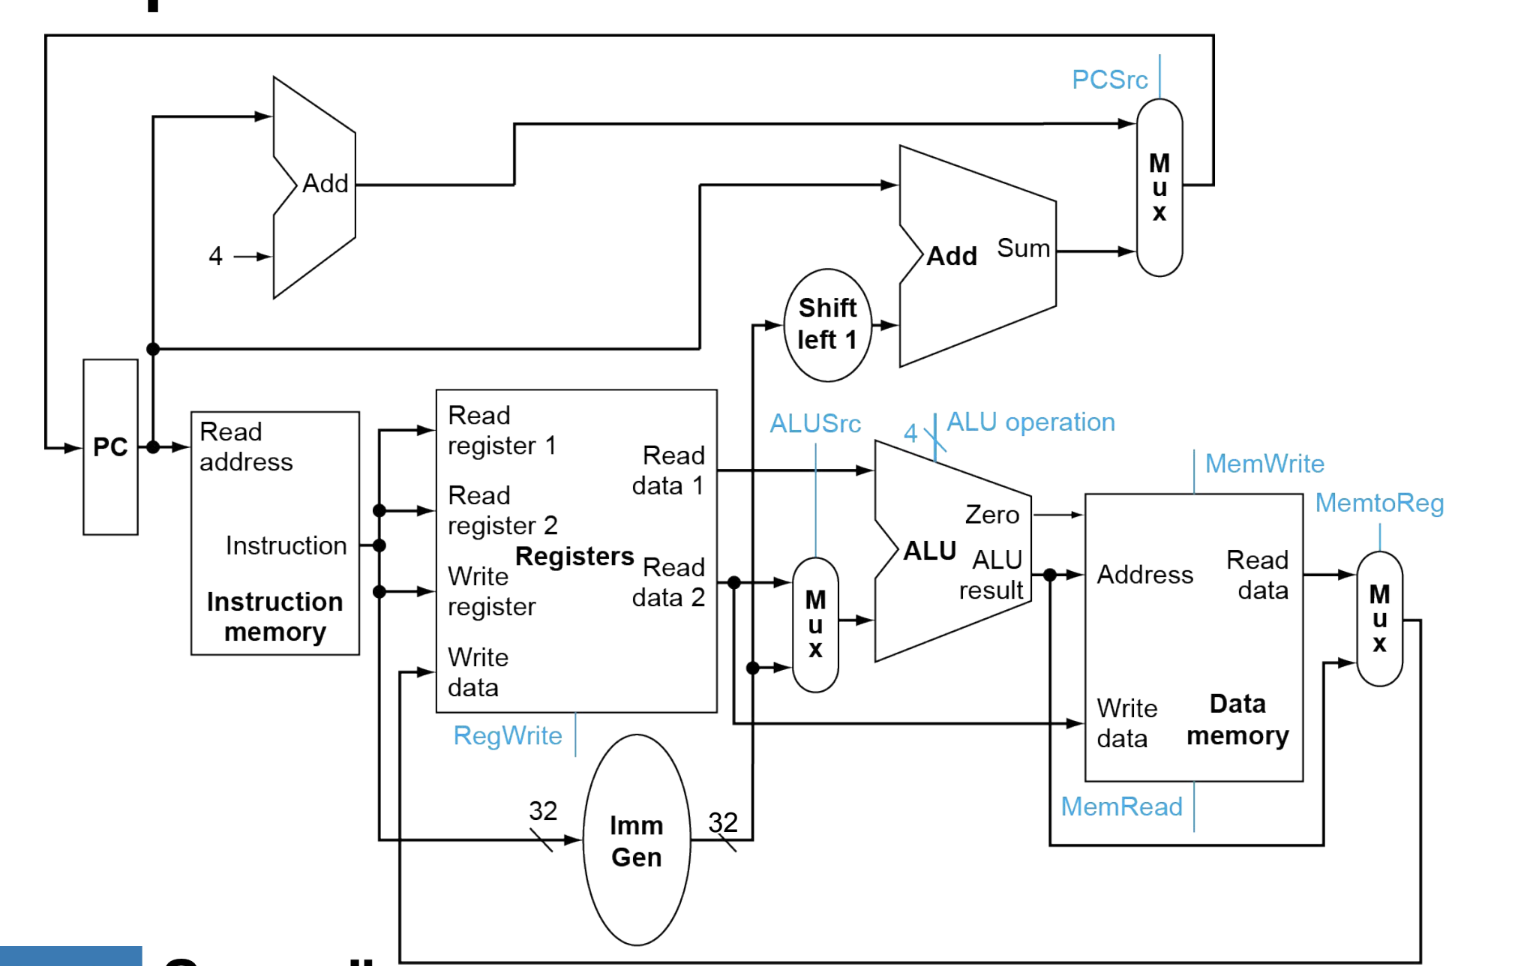 PCSrc
M
u
x
Add
4
Add Sum
Shift
left 1
PC
Read
address
Instruction
Instruction
memory
Read
register 1
Read
register 2
Registers
Write
register
Write
data
Read
data 1
Read
data 2
RegWrite
ALUSrc
M
u
x
4
ALU operation
Zero
ALU
ALU
result
MemWrite
Address
Read
data
Write
data
Data
memory
MemRead
MemtoReg
M
u
x
32
Imm
Gen
32